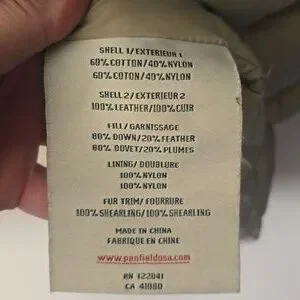 SHELL 1/EXTERIEUR 1
60% COTTON/40% NYLON
60% COTON/40% NYLON
SHELL 2/EXTERIEUR 2
100% LEATHER/100% CUIR
FILL/GARNISSAGE
80% DOWN/20% FEATHER
80% DUVET/20% PLUMES
LINING/DOUBLURE
100% NYLON
100% NYLON
FUR TRIM/FOURRURE
100% SHEARLING/100% SHEARLING
MADE IN CHINA
FABRIQUE EN CHINE
www.penfieldusa.com
RN 122041
CA 41080